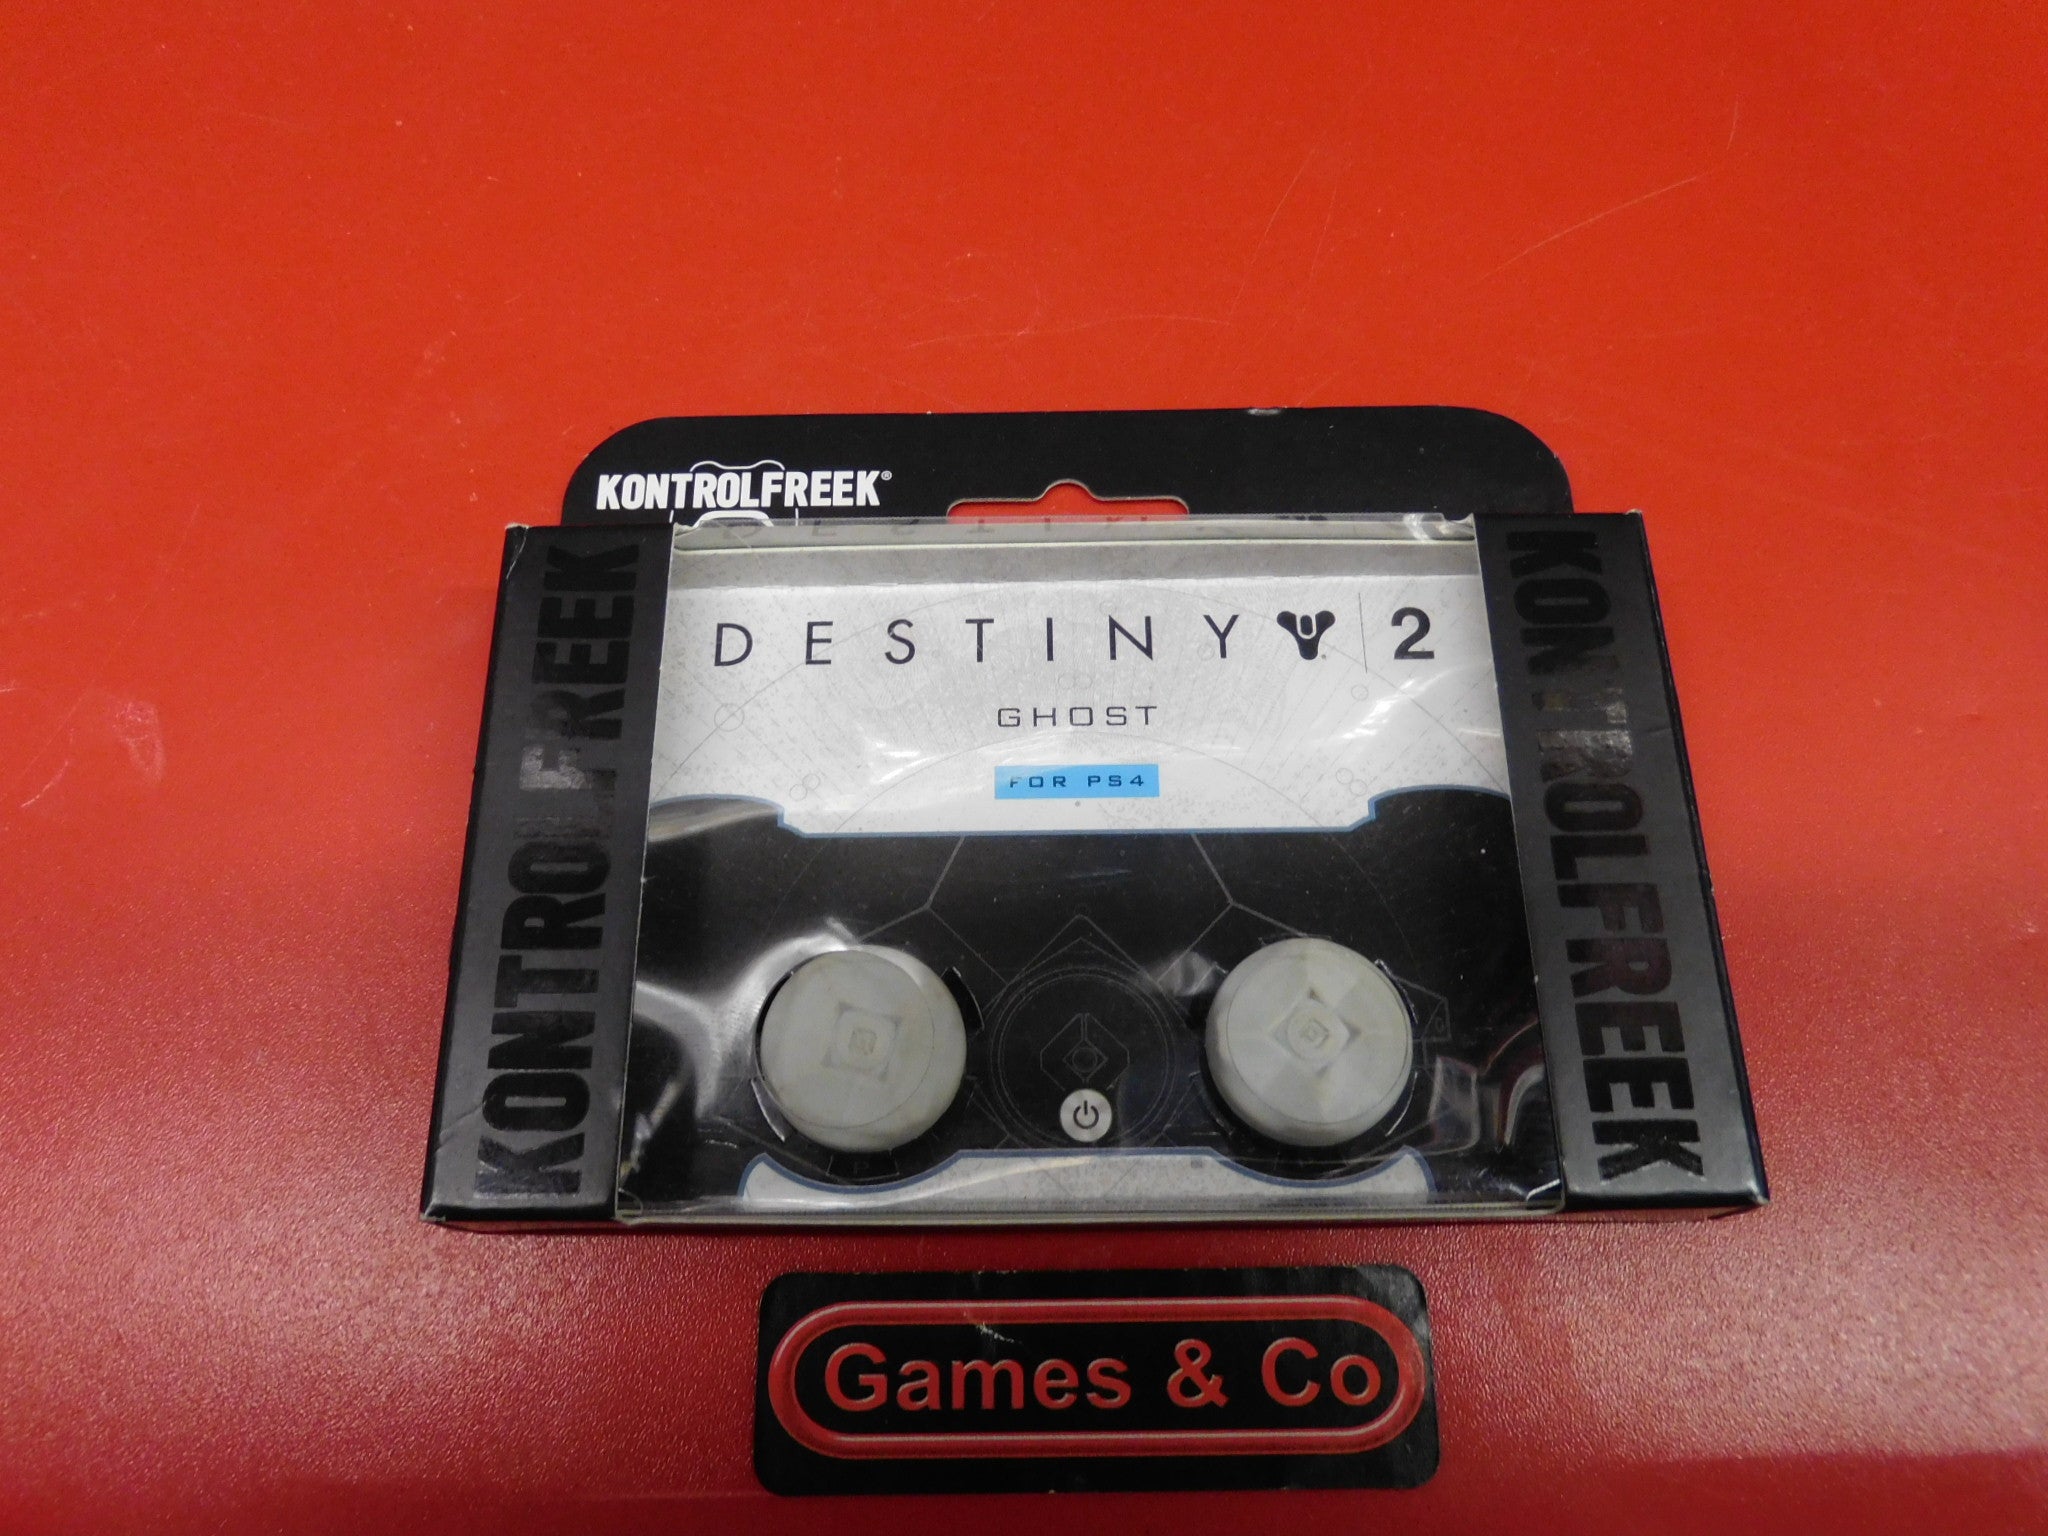 KONTROLFREEK®
KONTROLFREEK
DESTINY 2
GHOST
FOR PS4
KONTROLFREEK
Games & Co